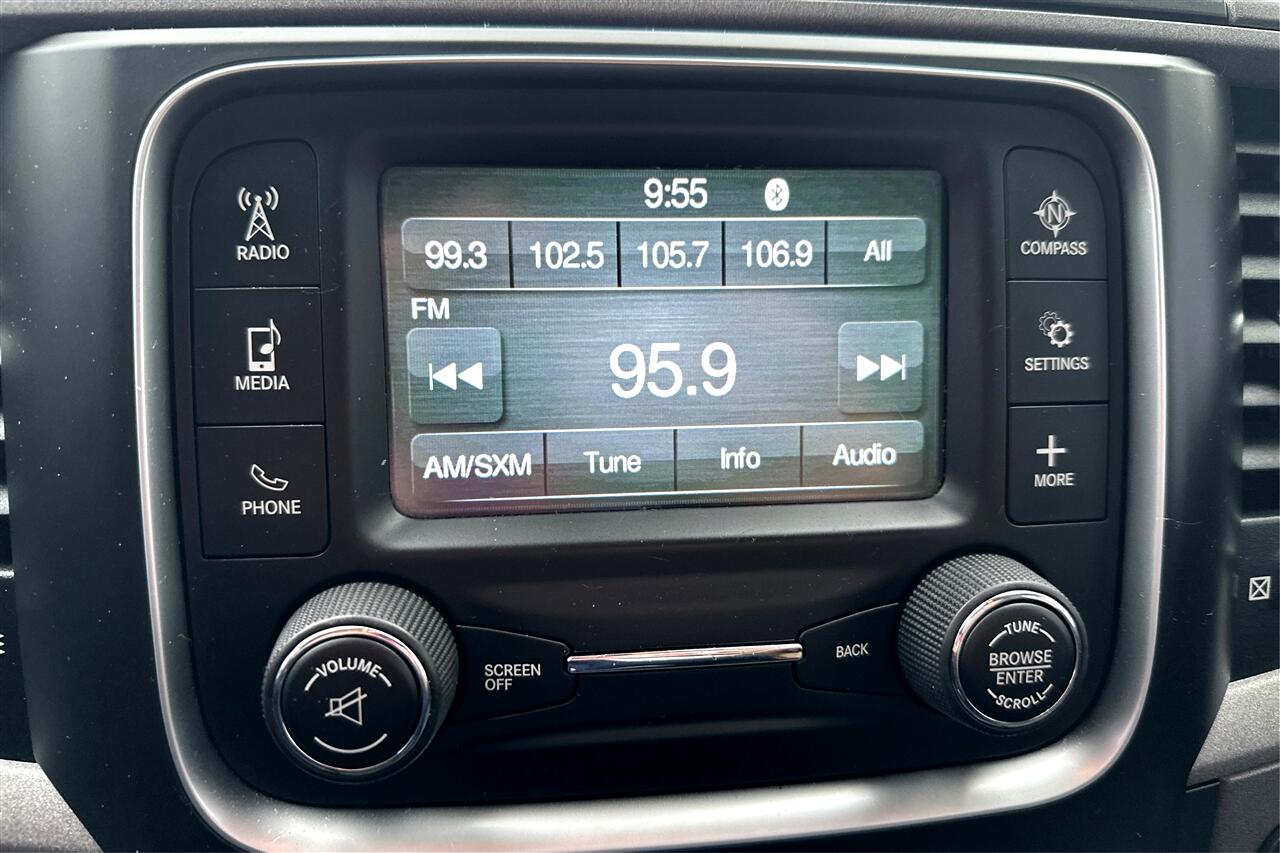 9:55
99.3 102.5 105.7 106.9 All
FM
95.9
AM/SXM Tune Info Audio
RADIO
MEDIA
PHONE
N
COMPASS
SETTINGS
MORE
VOLUME
SCREEN
OFF
BACK
TUNE
BROWSE
ENTER
SCROLL